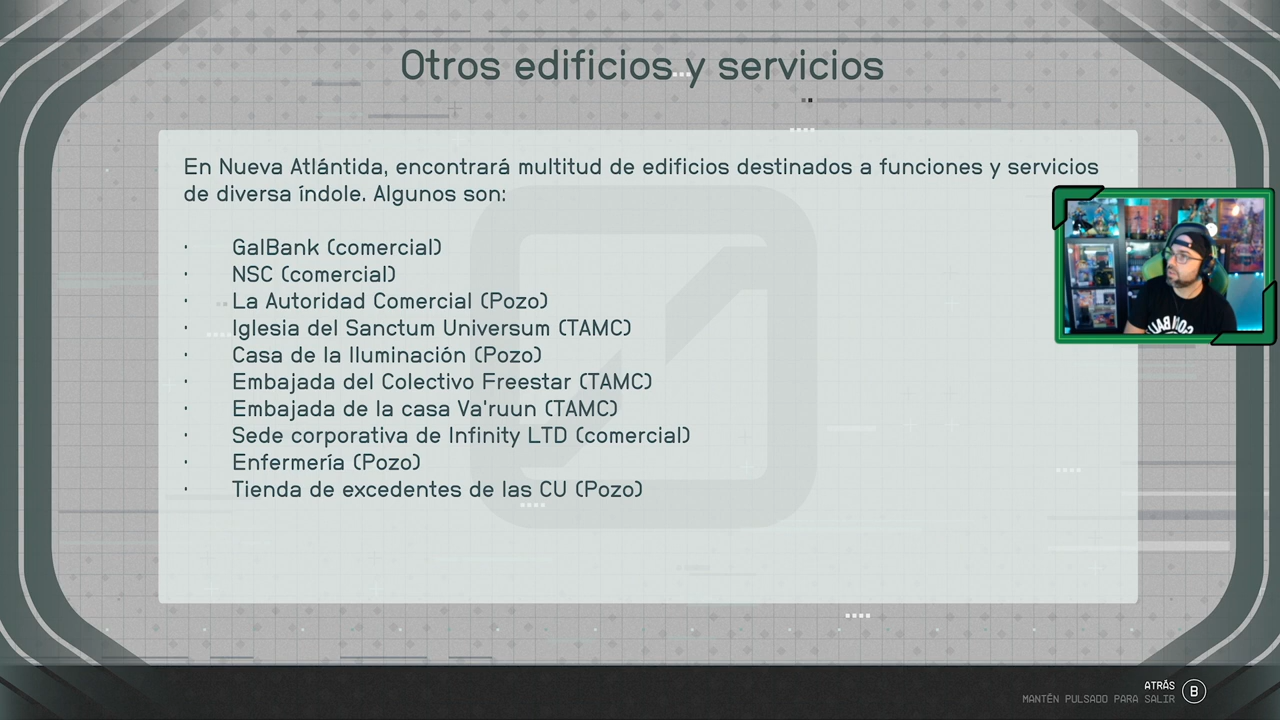 Otros edificios y servicios
En Nueva Atlántida, encontrará multitud de edificios destinados a funciones y servicios
de diversa índole. Algunos son:
· GalBank (comercial)
· NSC (comercial)
· La Autoridad Comercial (Pozo)
· Iglesia del Sanctum Universum (TAMC)
· Casa de la Iluminación (Pozo)
· Embajada del Colectivo Freestar (TAMC)
· Embajada de la casa Va'ruun (TAMC)
· Sede corporativa de Infinity LTD (comercial)
· Enfermería (Pozo)
· Tienda de excedentes de las CU (Pozo)
ATRÁS B
MANTÉN PULSADO PARA SALIR